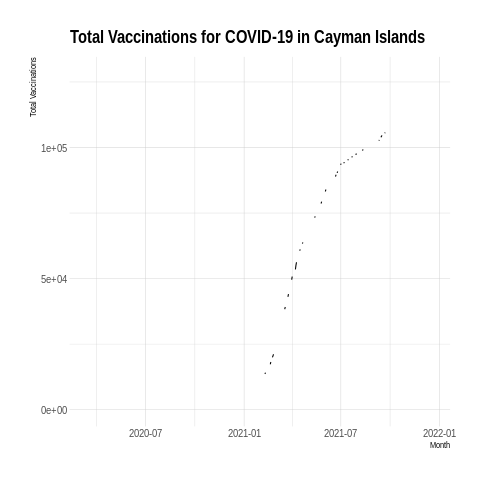 Total Vaccinations for COVID-19 in Cayman Islands
Total Vaccinations
1e+05
5e+04
0e+00
2020-07 2021-01 2021-07 2022-01
Month